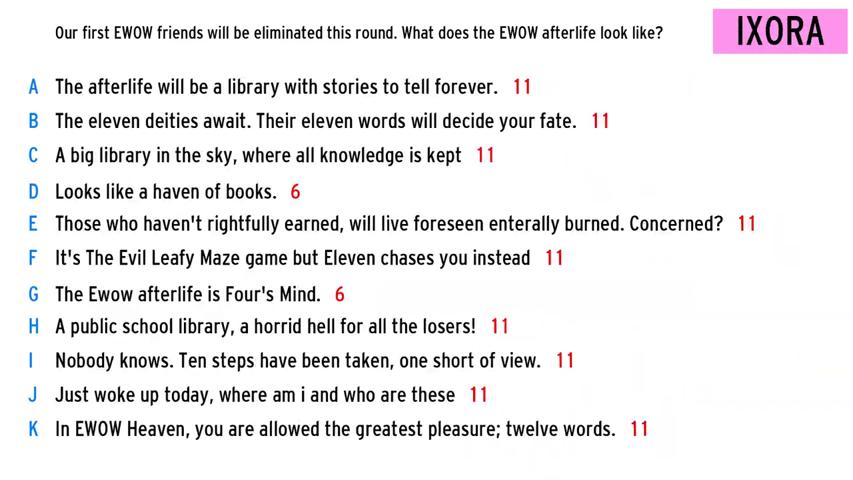 Our first EWOW friends will be eliminated this round. What does the EWOW afterlife look like?
IXORA
A The afterlife will be a library with stories to tell forever. 11
B The eleven deities await. Their eleven words will decide your fate. 11
C A big library in the sky, where all knowledge is kept 11
D Looks like a haven of books. 6
E Those who haven't rightfully earned, will live foreseen enterally burned. Concerned? 11
F It's The Evil Leafy Maze game but Eleven chases you instead 11
G The Ewow afterlife is Four's Mind. 6
H A public school library, a horrid hell for all the losers! 11
I Nobody knows. Ten steps have been taken, one short of view. 11
J Just woke up today, where am i and who are these 11
K In EWOW Heaven, you are allowed the greatest pleasure; twelve words. 11